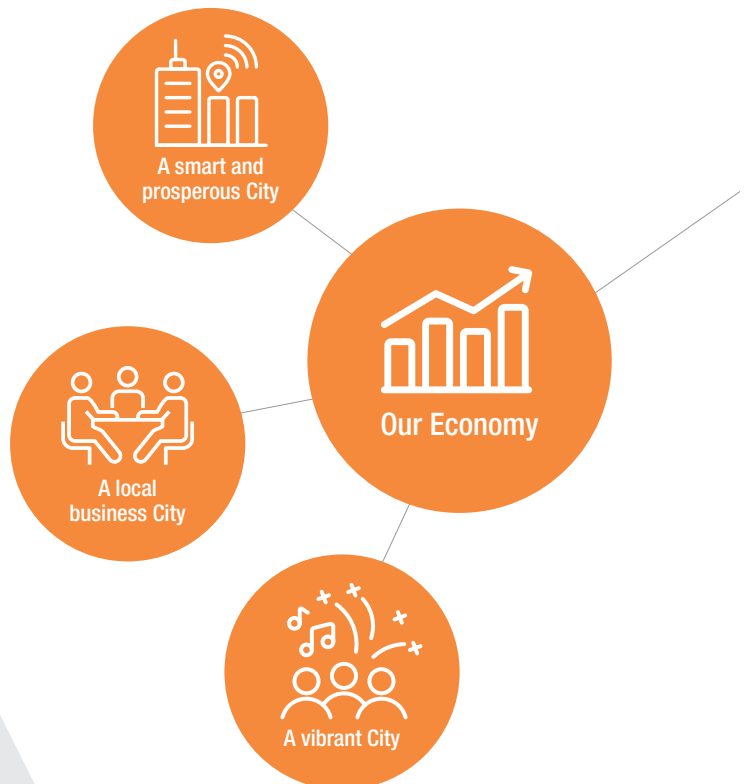 A smart and
prosperous City
Our Economy
A local
business City
A vibrant City